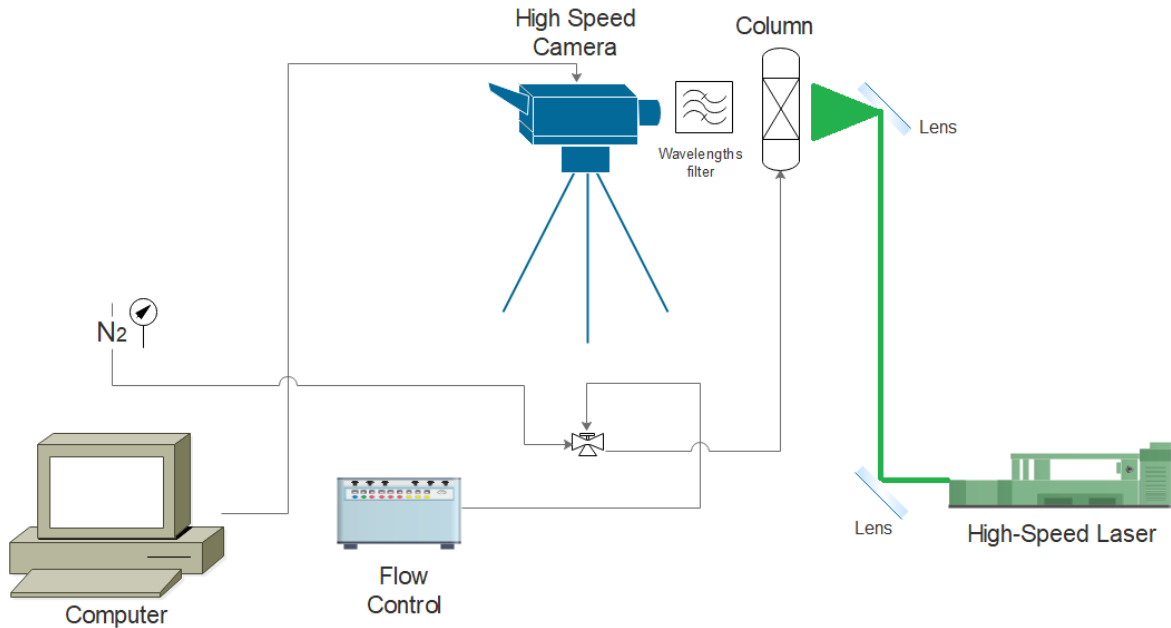 High Speed
Camera
Column
Lens
Wavelengths
filter
N2
Lens
High-Speed Laser
Flow
Control
Computer